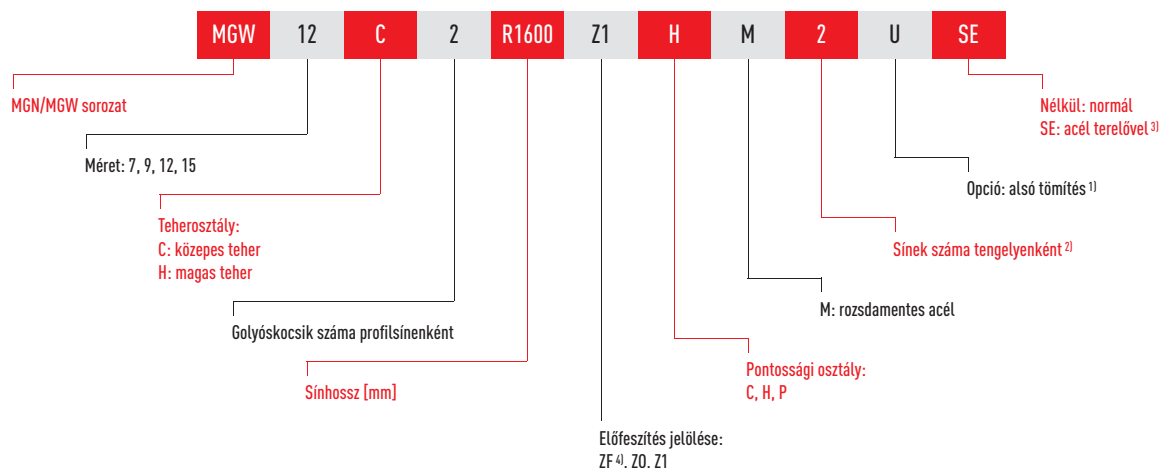 MGW 12 C 2 R1600 Z1 H M 2 U SE
MGN/MGW sorozat
Nélkül: normál
SE: acél terelővel 3)
Méret: 7, 9, 12, 15
Opció: alsó tömítés 1)
Teherosztály:
C: közepes teher
H: magas teher
Sínek száma tengelyenként 2)
M: rozsdamentes acél
Golyóskocsik száma profilsínenként
Pontossági osztály:
C, H, P
Sínhossz [mm]
Előfeszítés jelölése:
ZF 4), Z0, Z1